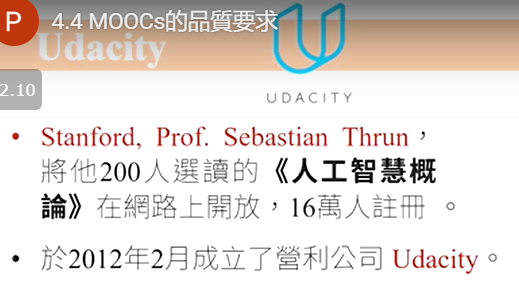 P 4.4 MOOCs的品質要求
Udacity
2.10
UDACITY
• Stanford, Prof. Sebastian Thrun，
將他200人選讀的《人工智慧概
論》在網路上開放，16萬人註冊 。
• 於2012年2月成立了營利公司 Udacity。